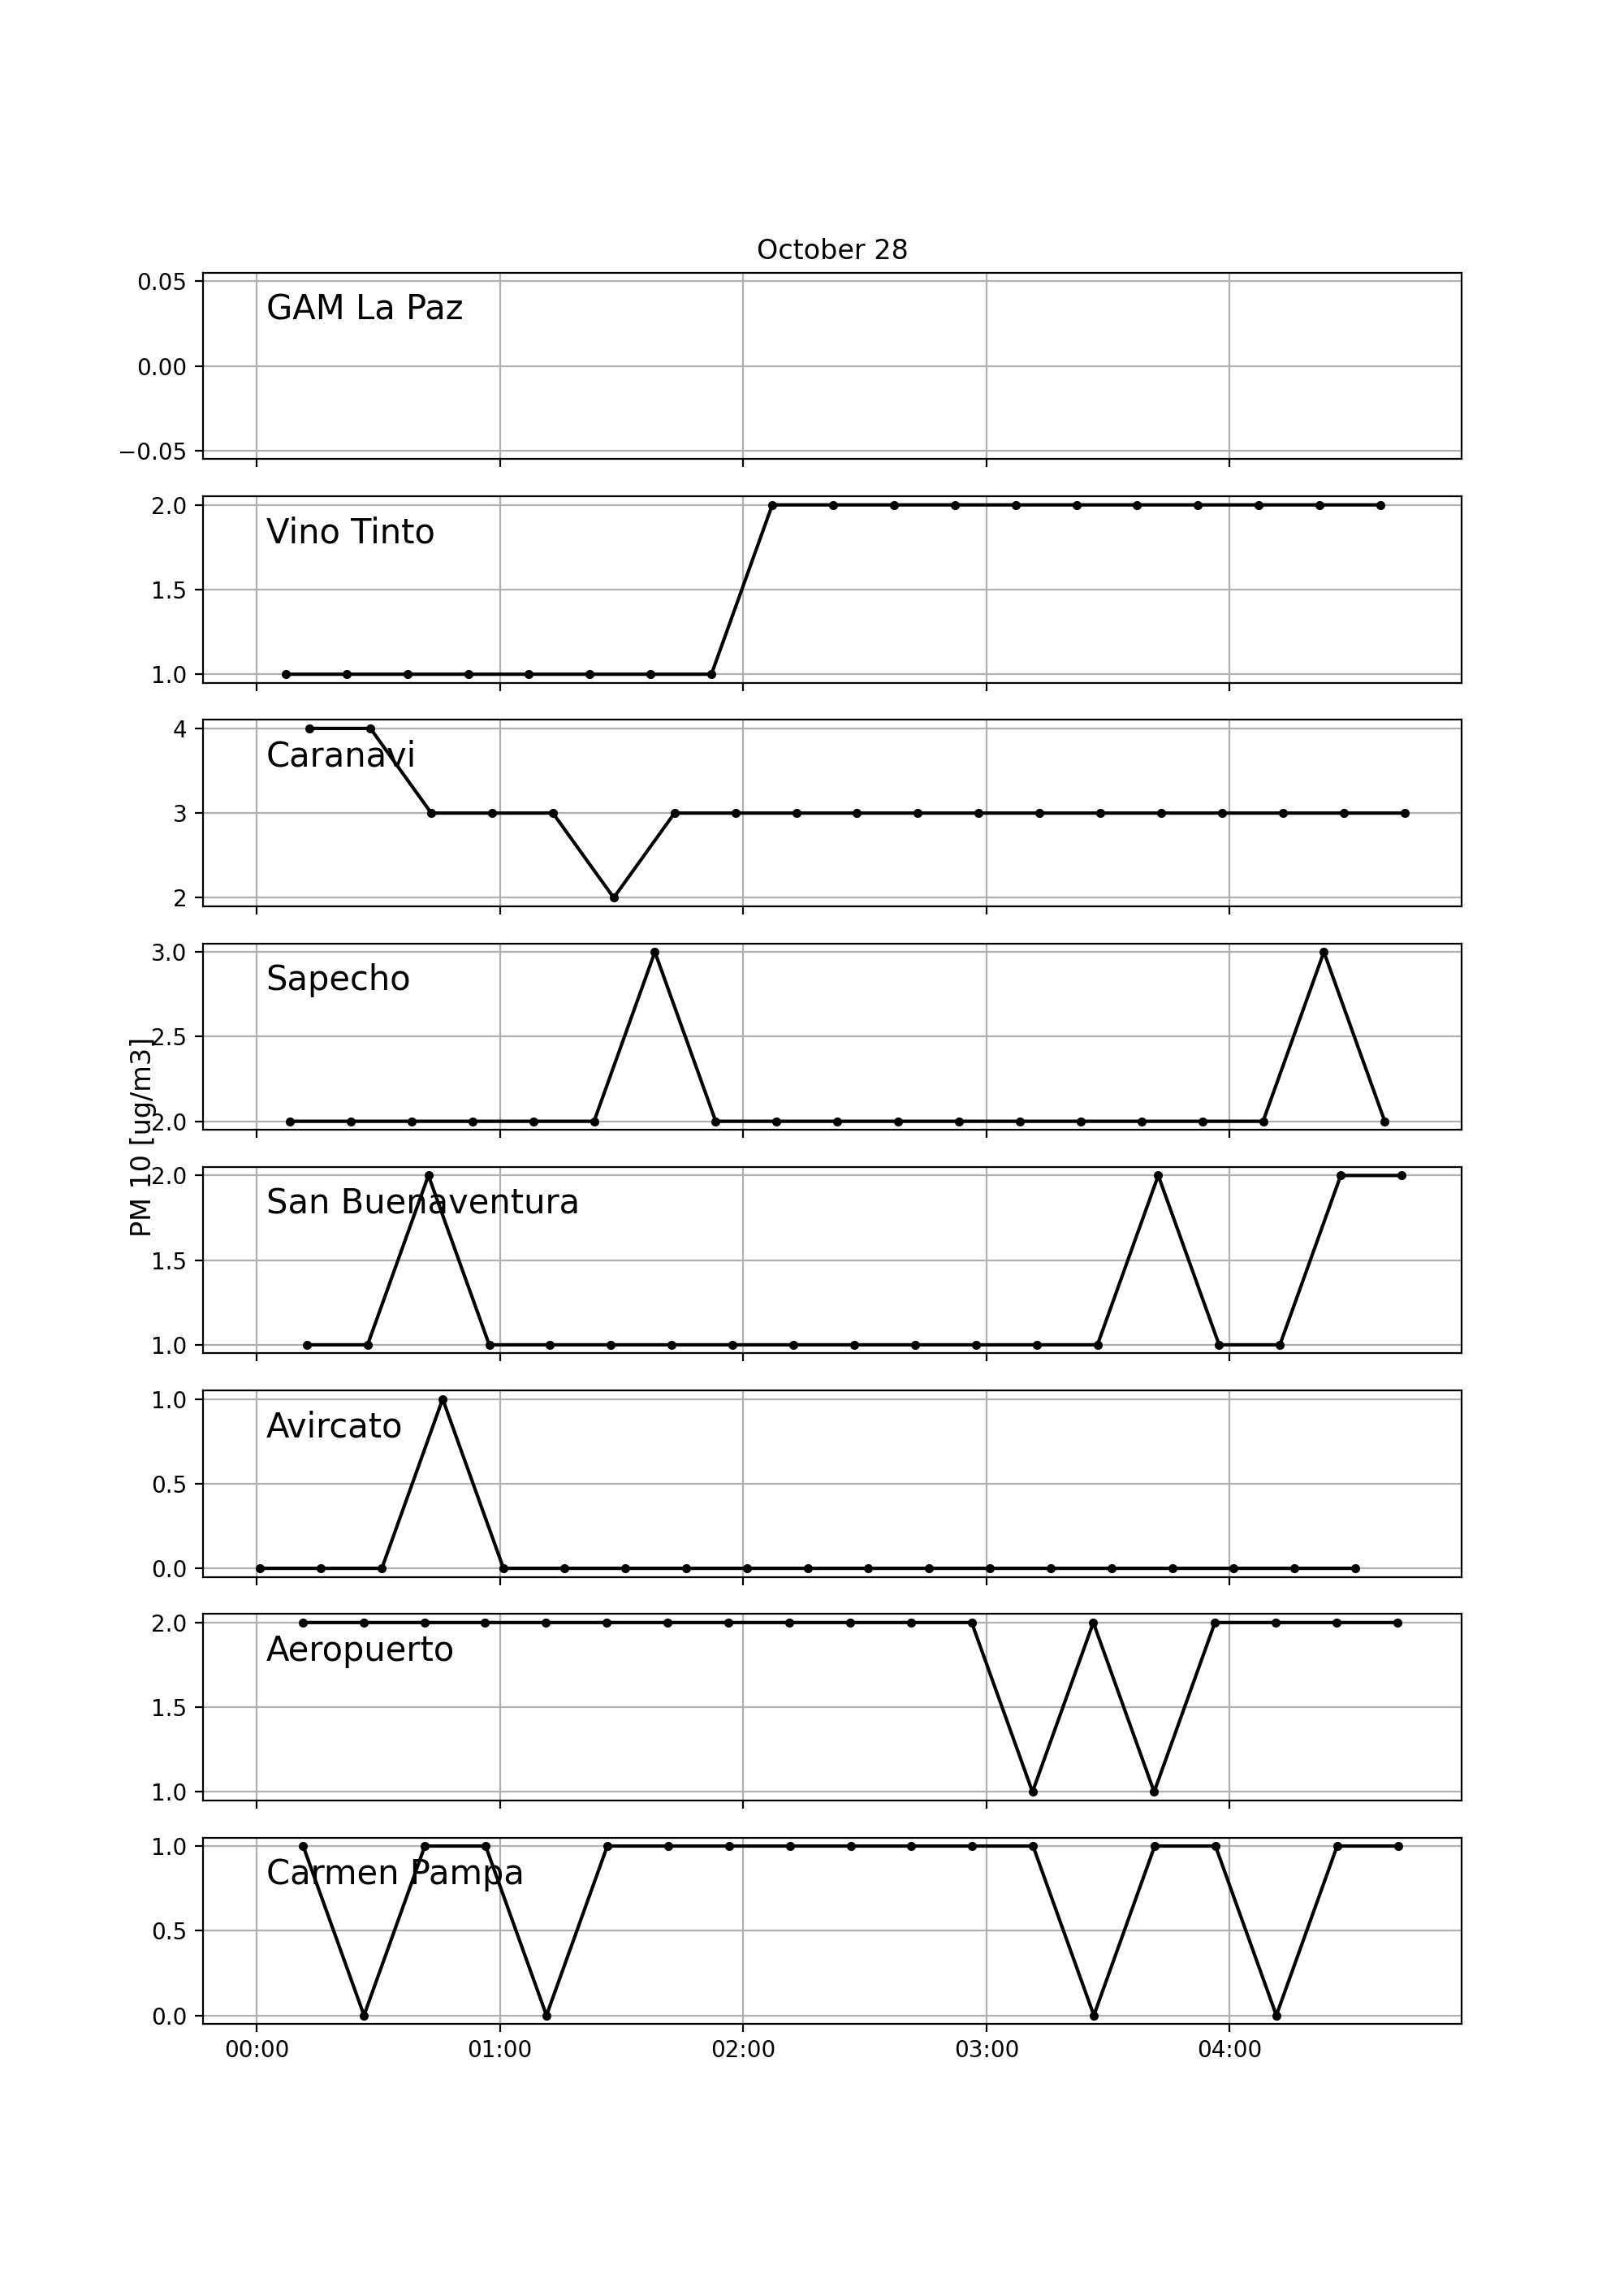 October 28
0.05
GAM La Paz
0.00
−0.05
2.0
Vino Tinto
1.5
1.0
4
Caranavi
3
2
3.0
Sapecho
2.5
2.0
PM 10 [ug/m3]
2.0
San Buenaventura
1.5
1.0
1.0
Avircato
0.5
0.0
2.0
Aeropuerto
1.5
1.0
1.0
Carmen Pampa
0.5
0.0
00:00 01:00 02:00 03:00 04:00